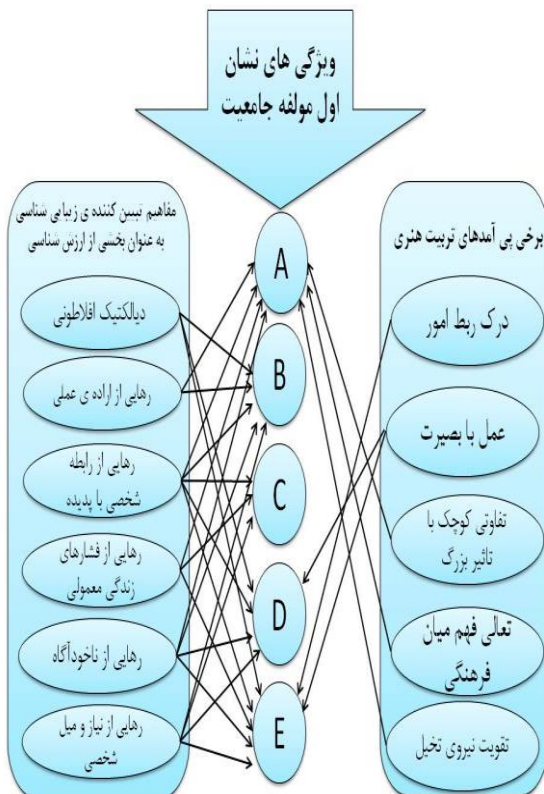 ویژگی های نشان
اول مولفه جامعیت
برخی پی آمدهای تربیت هنری
درک ربط امور
عمل با بصیرت
تفاوتی کوچک با
تاثیر بزرگ
تعالی فهم میان
فرهنگی
تقویت نیروی تخیل
A
B
C
D
E
مفاهیم تبیین کننده ی زیبایی شناسی
به عنوان بخشی از ارزش شناسی
دیالکتیک افلاطونی
رهایی از اراده ی عملی
رهایی از رابطه
شخصی با پدیده
رهایی از فشارهای
زندگی معمولی
رهایی از ناخودآگاه
رهایی از نیاز و میل
شخصی